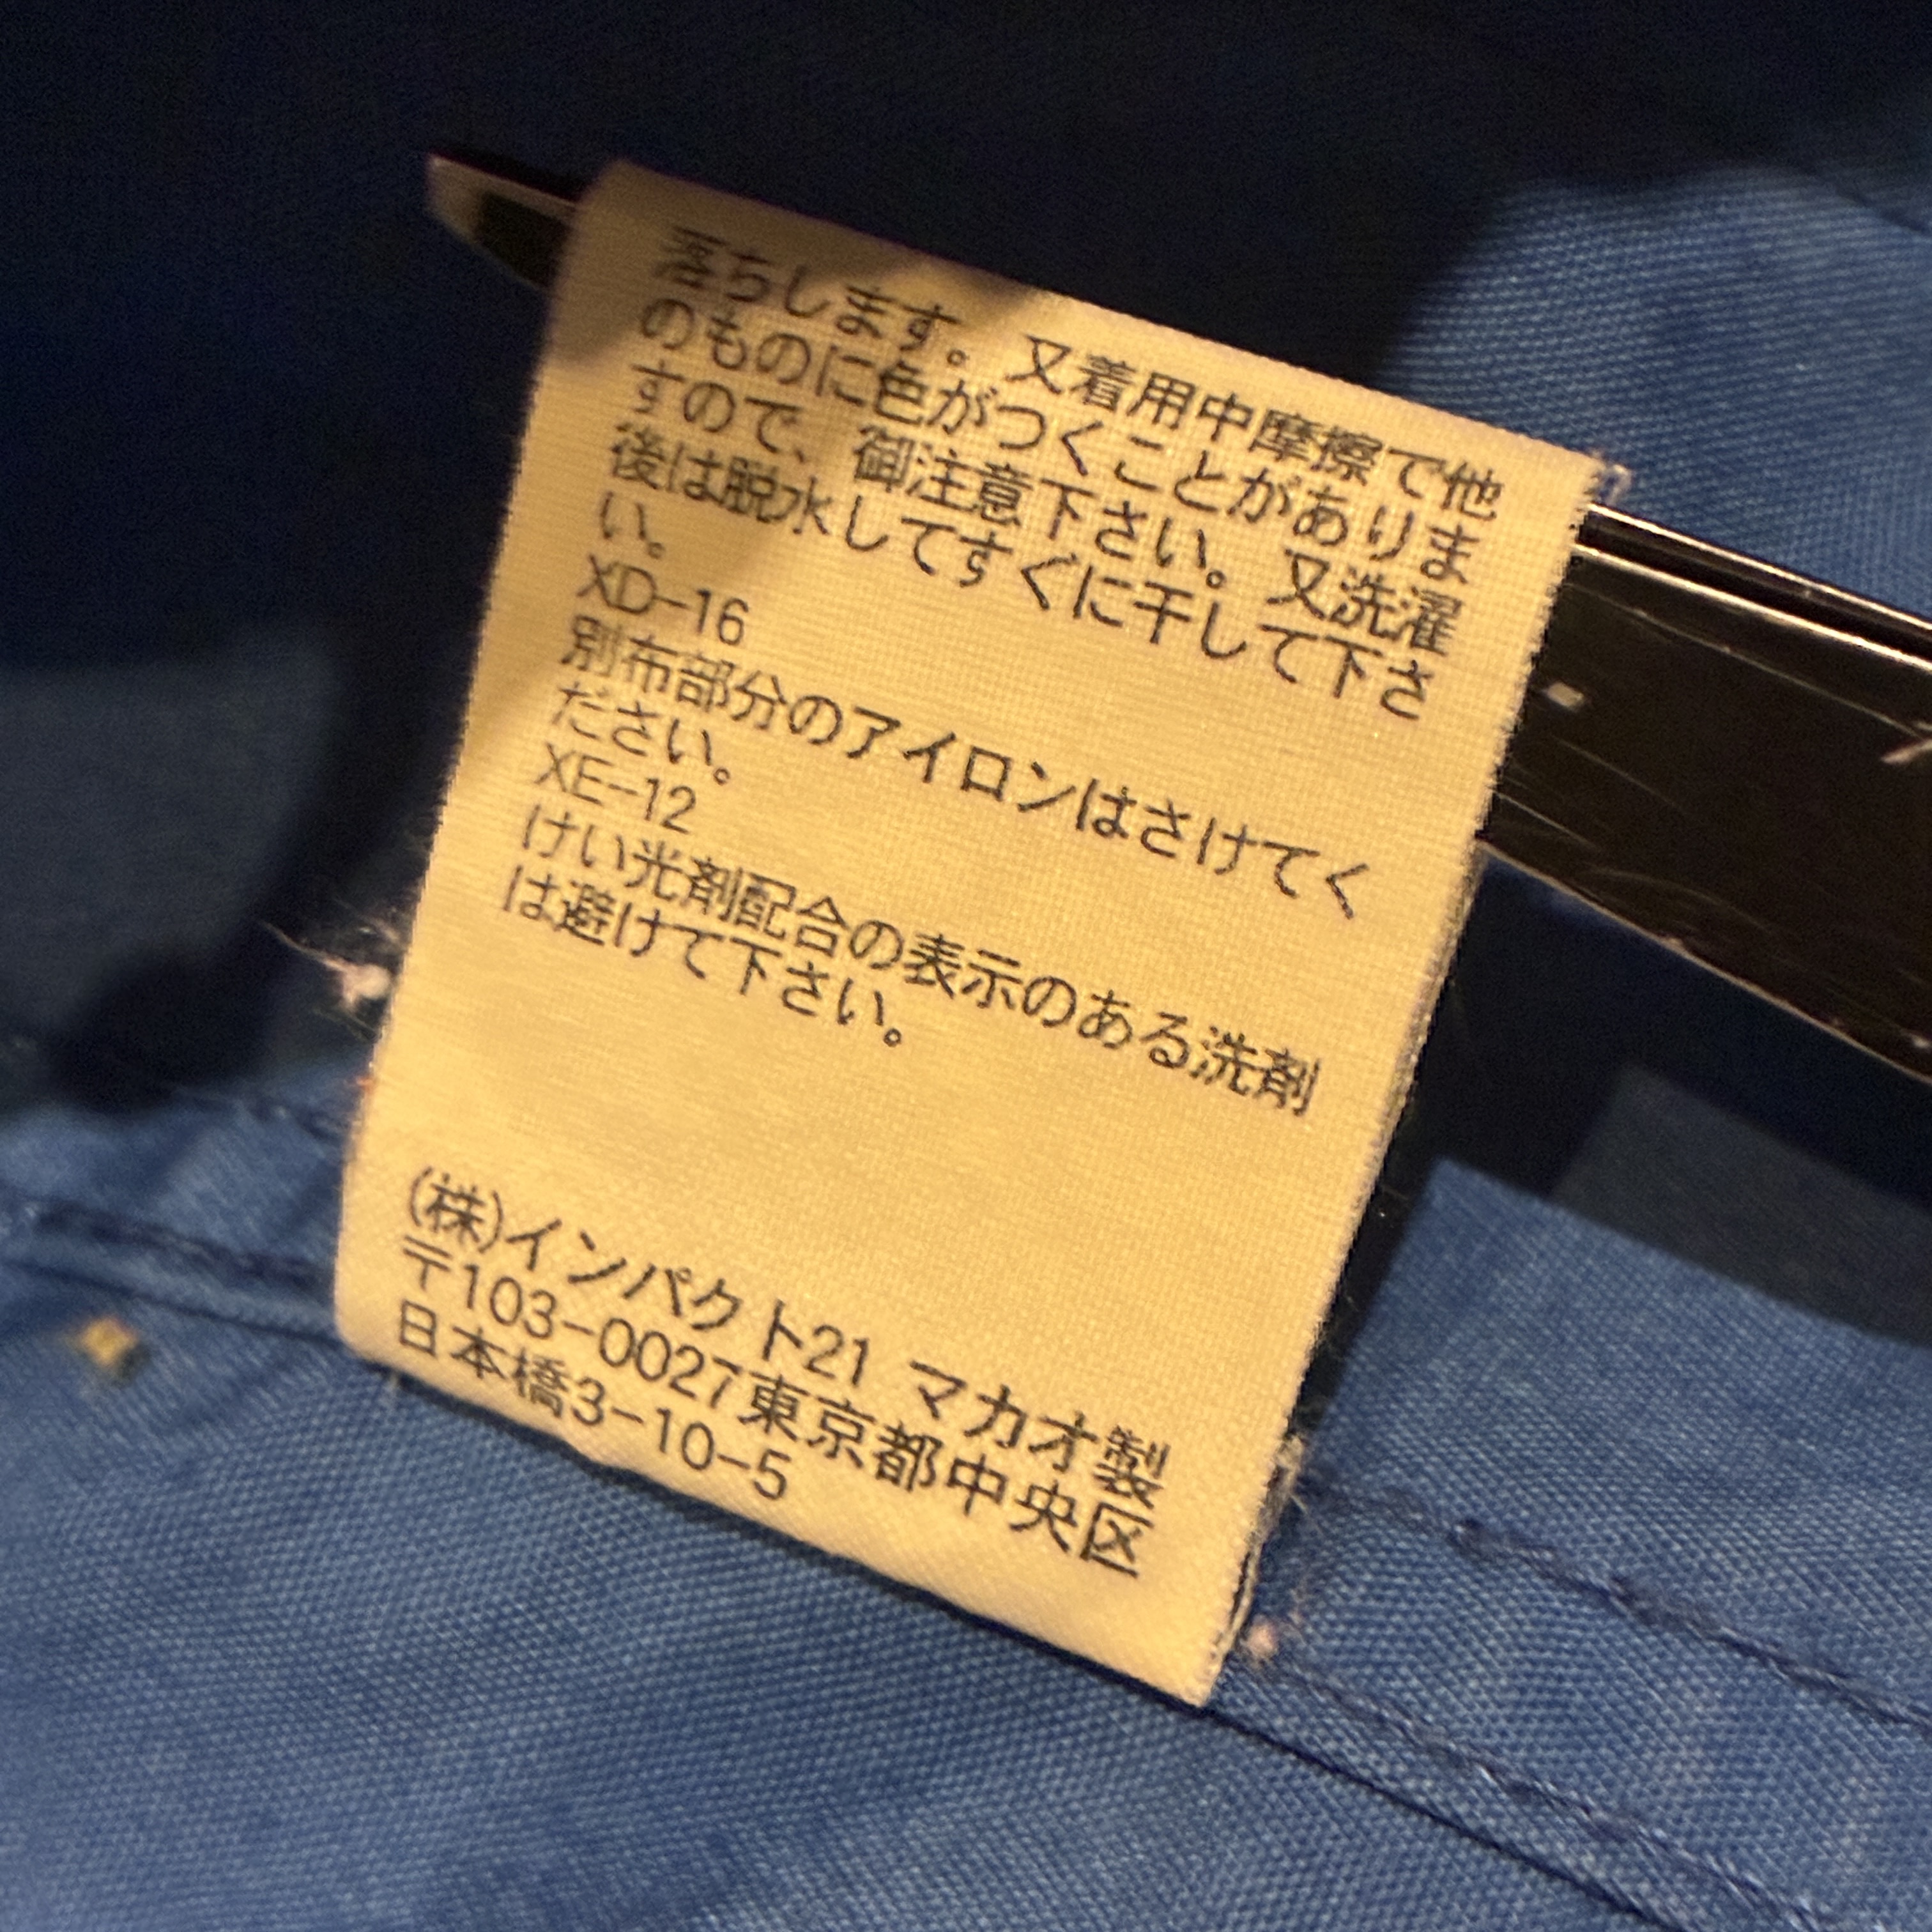 落ちします。又着用中摩擦で他
のものに色がつくことがありま
すので、御注意下さい。又洗濯
後は脱水してすぐに干して下さ
い。
XD-16
別布部分のアイロンはさけてく
ださい。
XE-12
けい光剤配合の表示のある洗剤
は避けて下さい。
(株)インパクト21 マカオ製
〒103-0027東京都中央区
日本橋3-10-5